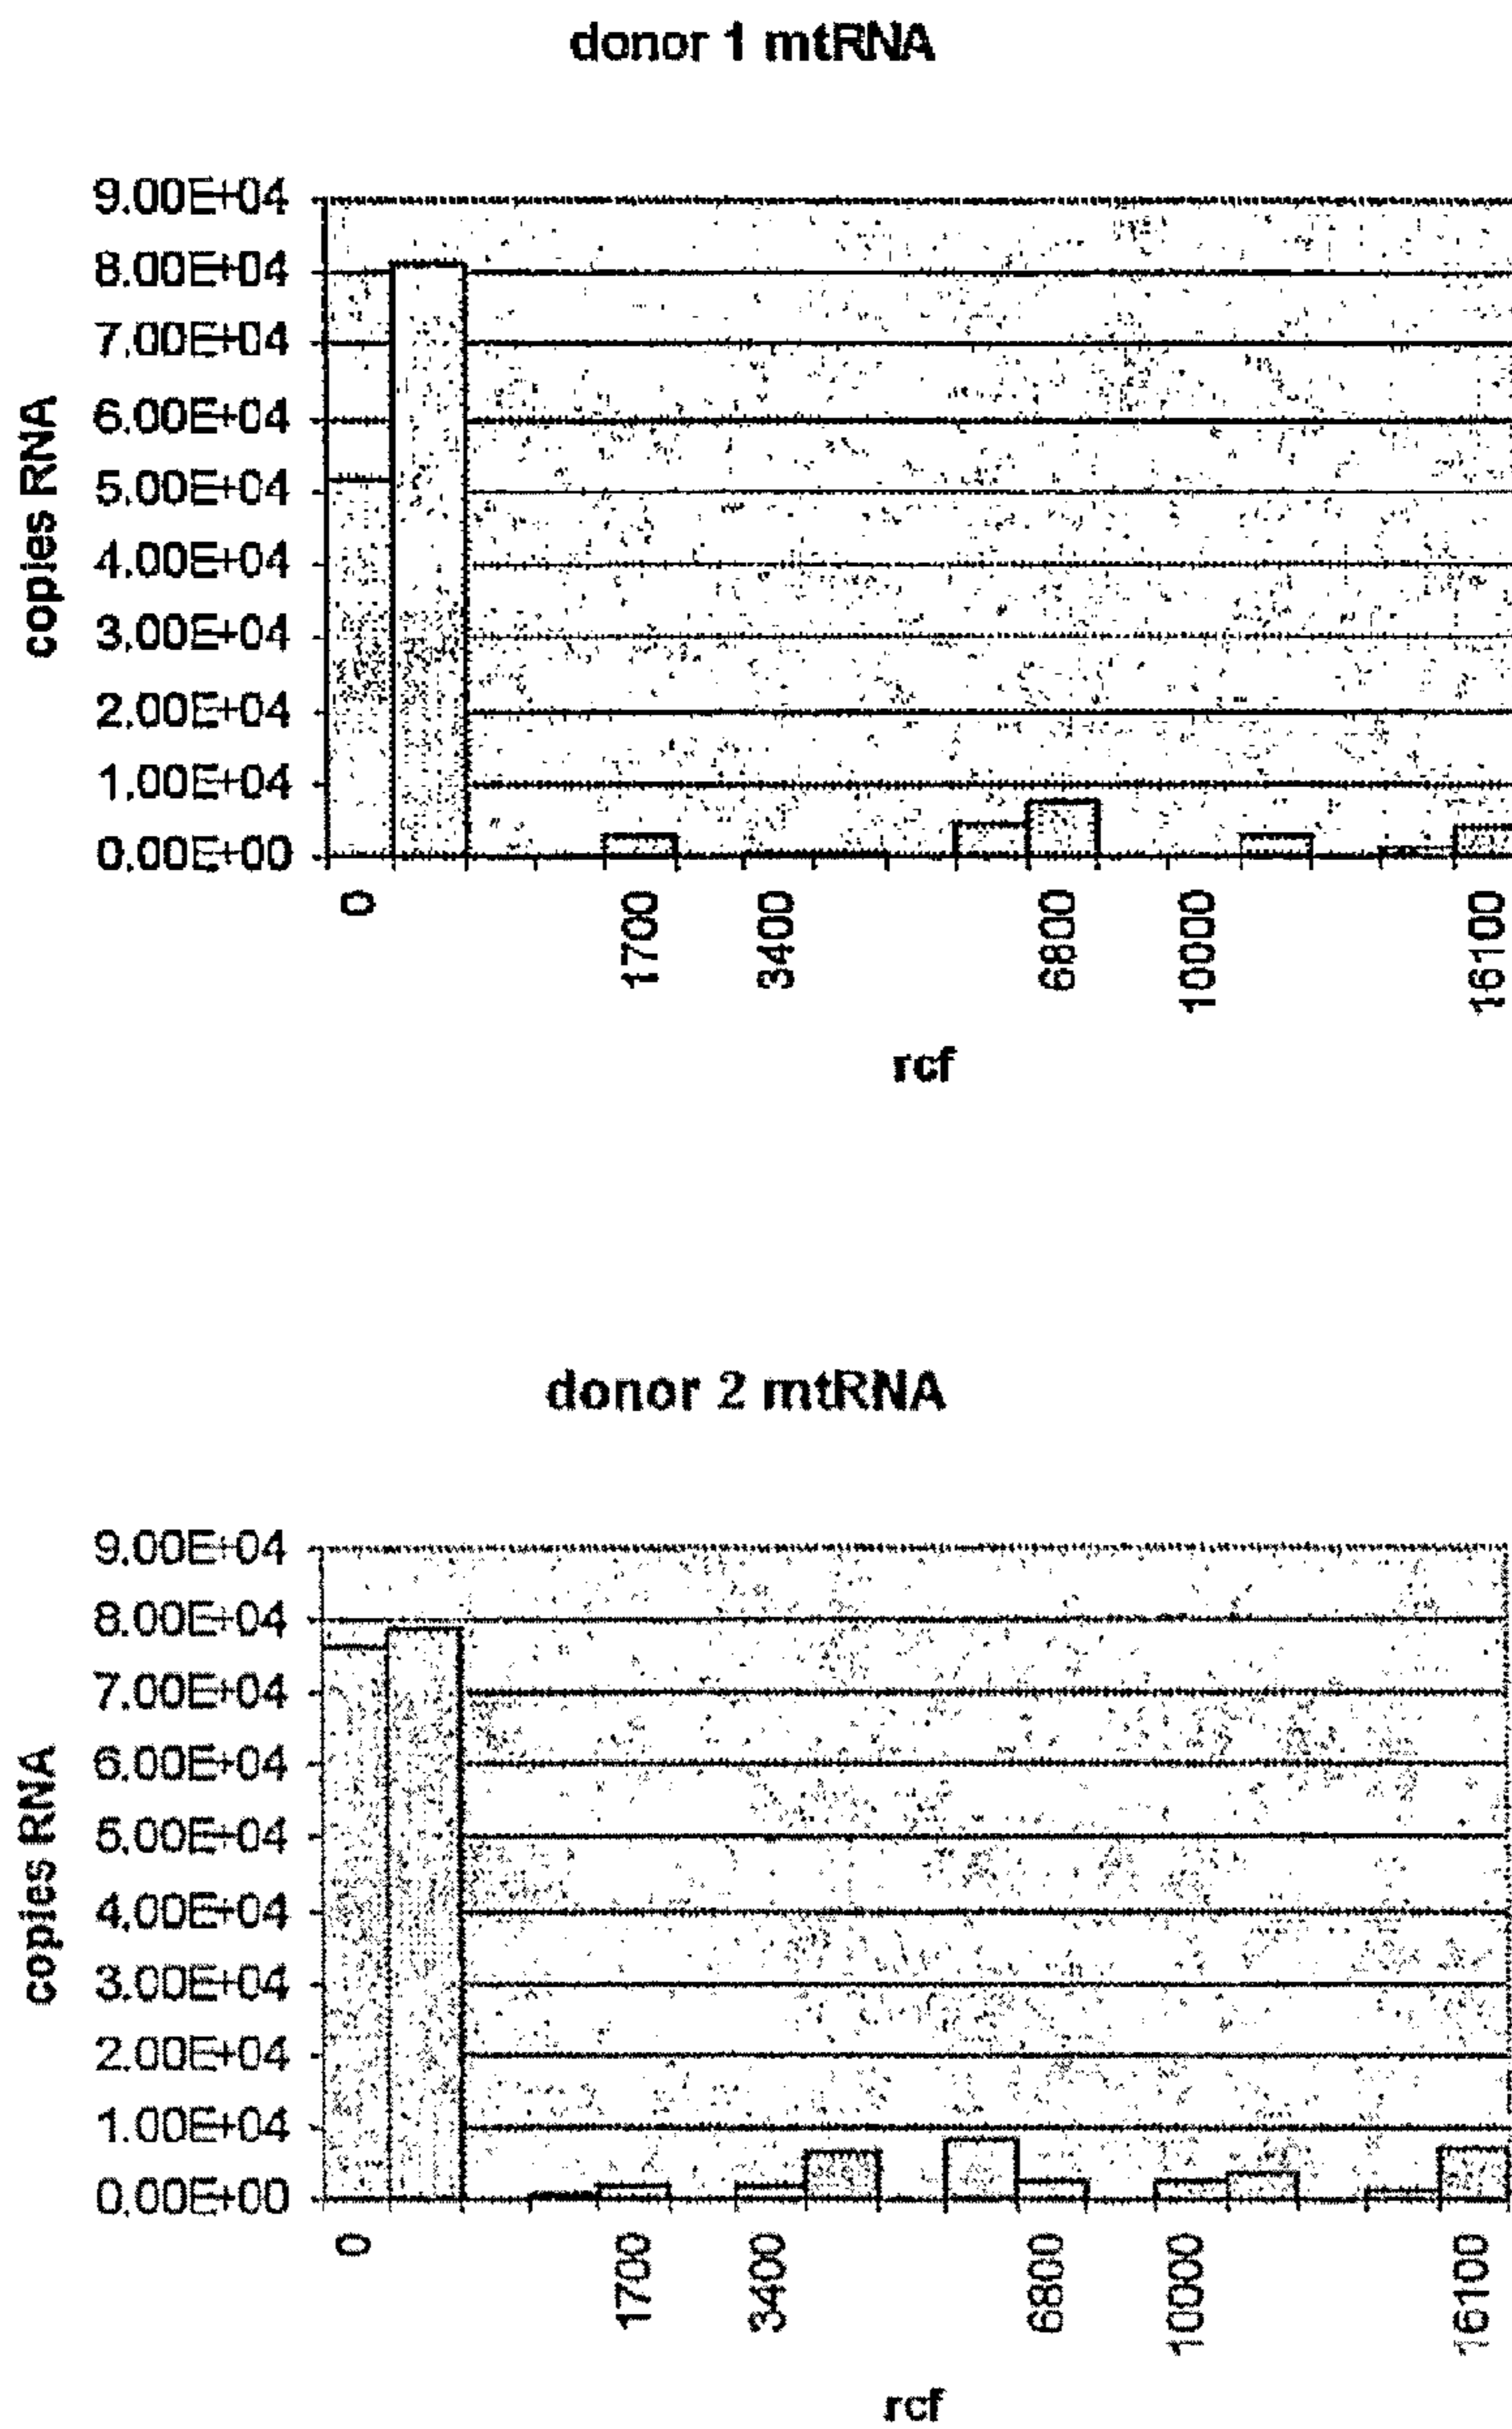 donor 1 mtRNA
9.00E+04
8.00E+04
7.00E+04
6.00E+04
5.00E+04
4.00E+04
3.00E+04
2.00E+04
1.00E+04
0.00E+00
copies RNA
0
1700
3400
6800
10000
16100
rcf
donor 2 mtRNA
9.00E+04
8.00E+04
7.00E+04
6.00E+04
5.00E+04
4.00E+04
3.00E+04
2.00E+04
1.00E+04
0.00E+00
copies RNA
0
1700
3400
6800
10000
16100
rcf